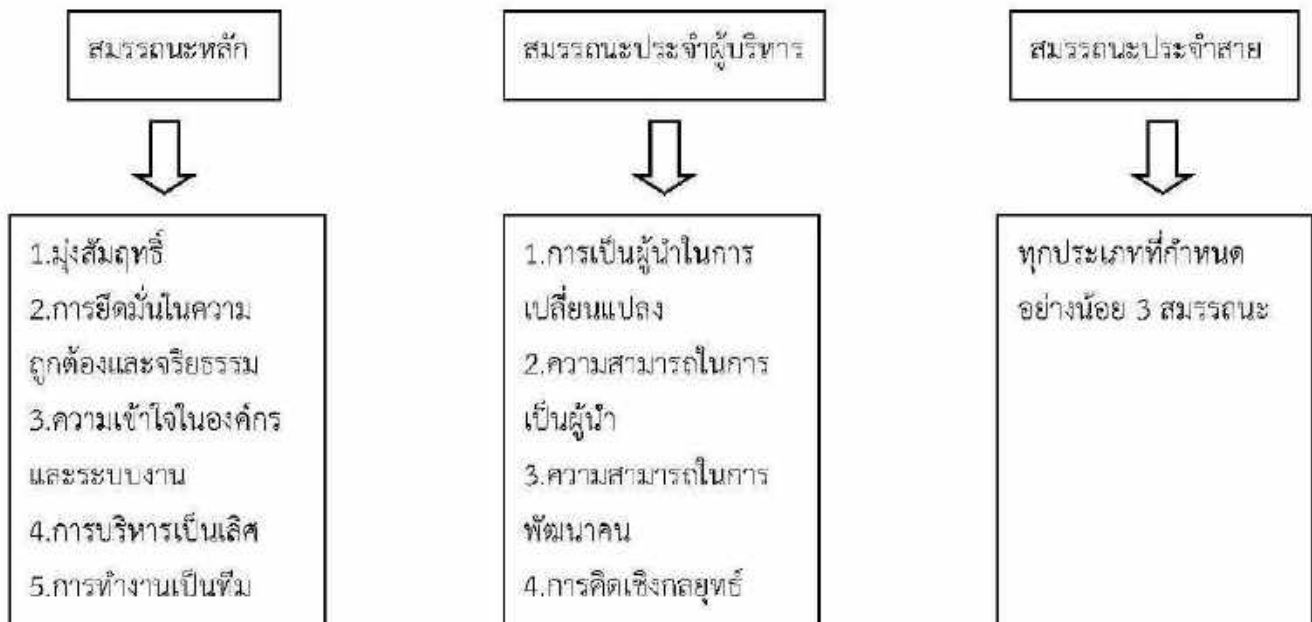 สมรรถนะหลัก
สมรรถนะประจำผู้บริหาร
สมรรถนะประจำสาย
1.มุ่งสัมฤทธิ์
2.การยึดมั่นในความ
ถูกต้องและจริยธรรม
3.ความเข้าใจในองค์กร
และระบบงาน
4.การบริหารเป็นเลิศ
5.การทำงานเป็นทีม
1.การเป็นผู้นำในการ
เปลี่ยนแปลง
2.ความสามารถในการ
เป็นผู้นำ
3.ความสามารถในการ
พัฒนาคน
4.การคิดเชิงกลยุทธ์
ทุกประเภทที่กำหนด
อย่างน้อย 3 สมรรถนะ